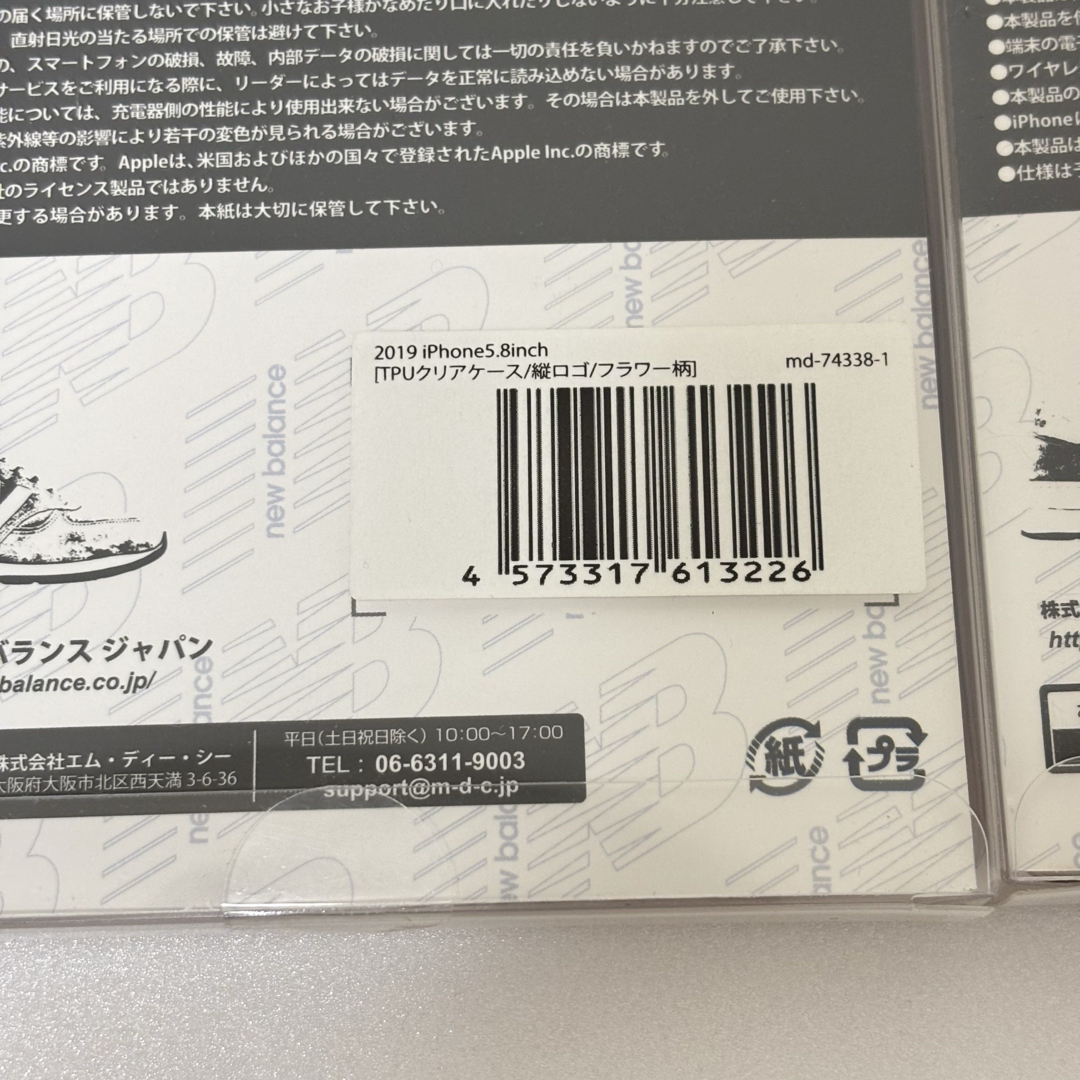 の届く場所に保管しないで下さい。小さなお子様がなめたり口に入れたりしないように十分注意して下さい。
直射日光の当たる場所での保管は避けて下さい。
の、スマートフォンの破損、故障、内部データの破損に関しては一切の責任を負いかねますのでご了承下さい。
サービスをご利用になる際に、リーダーによってはデータを正常に読み込めない場合があります。
能については、充電器側の性能により使用出来ない場合がございます。その場合は本製品を外してご使用下さい。
紫外線等の影響により若干の変色が見られる場合がございます。
c.の商標です。Appleは、米国およびほかの国々で登録されたApple Inc.の商標です。
社のライセンス製品ではありません。
更する場合があります。本紙は大切に保管して下さい。
●本製品を
●端末の電
●ワイヤレ
●本製品の
●iPhoneに
●本製品は
●仕様は予
2019 iPhone5.8inch
[TPUクリアケース/縦ロゴ/フラワー柄]
md-74338-1
4 573317 613226
new balance
new ba
new balance
バランス ジャパン
balance.co.jp/
株式会社エム・ディー・シー
大阪府大阪市北区西天満 3-6-36
平日(土日祝日除く) 10:00〜17:00
TEL : 06-6311-9003
support@m-d-c.jp
紙
プラ
株式
htt